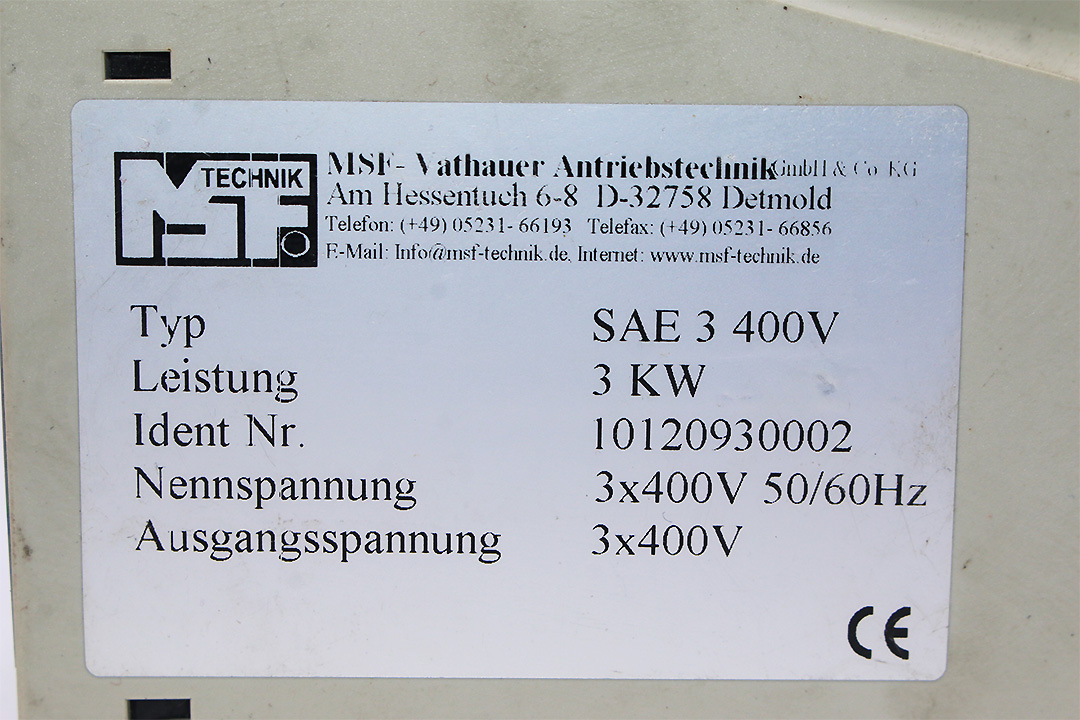 MSF TECHNIK
MSF- Vathauer Antriebstechnik GmbH & Co KG
Am Hessentuch 6-8 D-32758 Detmold
Telefon: (+49) 05231- 66193 Telefax: (+49) 05231- 66856
E-Mail: Info@msf-technik.de, Internet: www.msf-technik.de
Typ SAE 3 400V
Leistung 3 KW
Ident Nr. 10120930002
Nennspannung 3x400V 50/60Hz
Ausgangsspannung 3x400V
CE